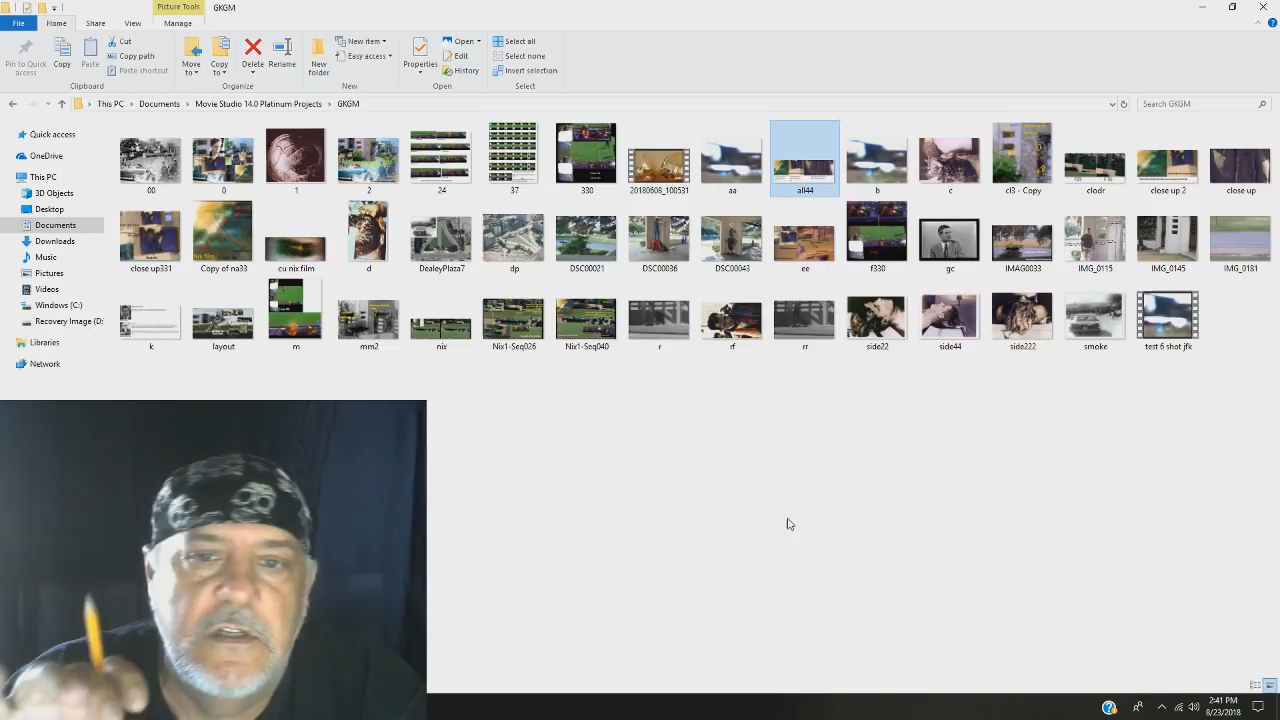 Picture Tools GKGM
File Home Share View Manage
Pin to Quick access
Copy
Paste
Cut
Copy path
Paste shortcut
Move to
Copy to
Delete
Rename
New folder
New item
Easy access
Properties
Open
Edit
History
Select all
Select none
Invert selection
Clipboard Organize New Open Select
This PC Documents Movie Studio 14.0 Platinum Projects GKGM
Search GKGM
Quick access
OneDrive
This PC
3D Objects
Desktop
Documents
Downloads
Music
Pictures
Videos
Windows (C:)
Recovery Image (D:
Libraries
Network
00 0 1 2 24 37 330 20180608_100531 aa all44 b c cl3 - Copy clodr close up 2 close up
close up331 Copy of na33 cu nix film d DealeyPlaza7 dp DSC00021 DSC00036 DSC00043 ee f330 gc IMAG0033 IMG_0115 IMG_0145 IMG_0181
k layout m mm2 nix Nix1-Seq026 Nix1-Seq040 r rf rr side22 side44 side222 smoke test 6 shot jfk
2:41 PM
8/23/2018